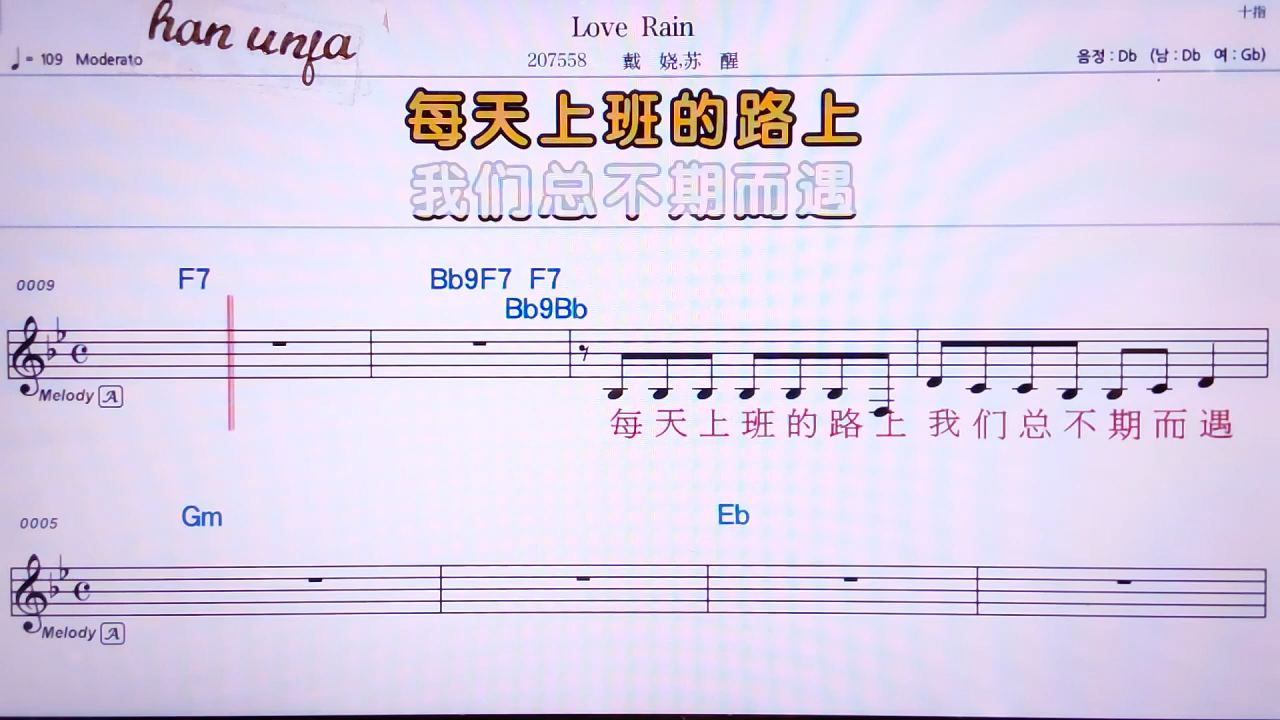 han unja
Love Rain
十指
♩= 109 Moderato
207558 戴 娆,苏 醒
음정 : Db (남 : Db 여 : Gb)
每天上班的路上
我们总不期而遇
F7 Bb9F7 F7
Bb9Bb
0009
Melody A
每天上班的路上 我们总不期而遇
Gm Eb
0005
Melody A